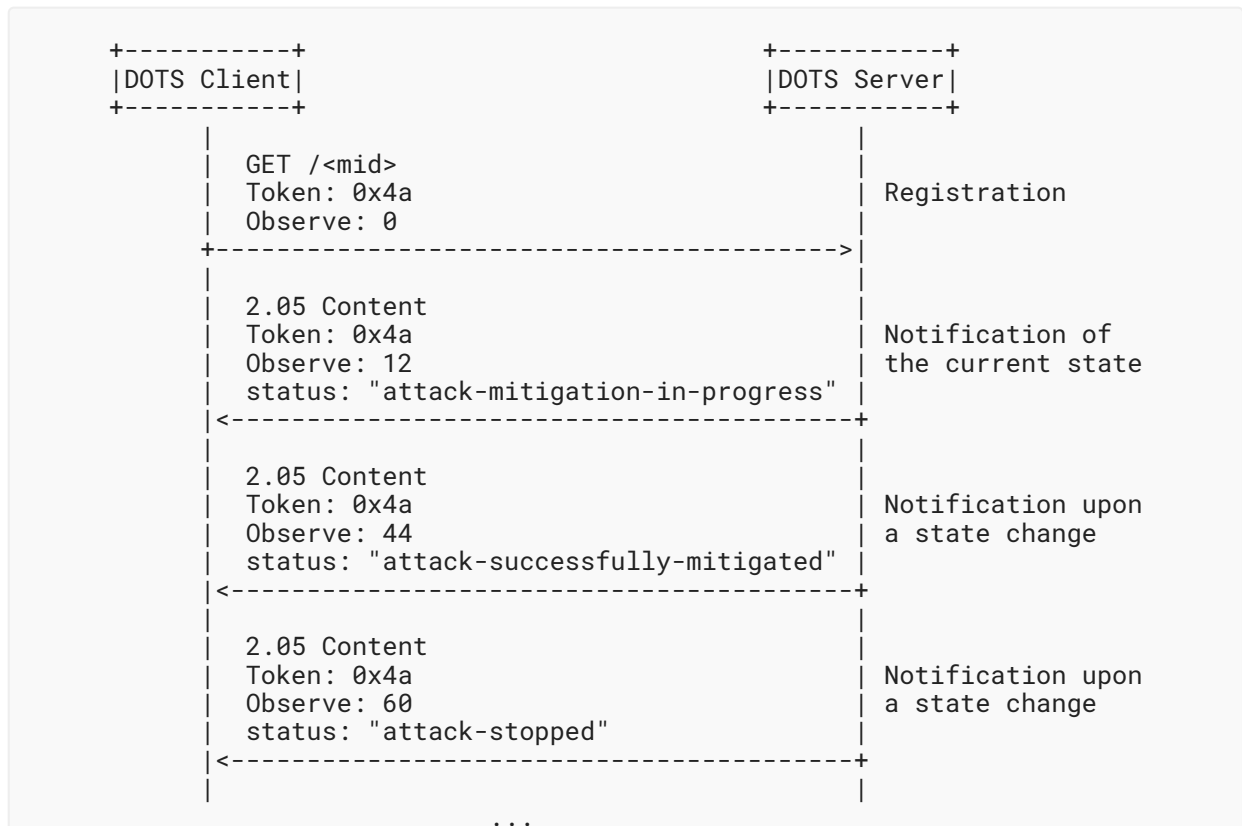 +-----------+                              +-----------+
|DOTS Client|                              |DOTS Server|
+-----------+                              +-----------+
      |                                          |
      |  GET /<mid>                              |
      |  Token: 0x4a                             | Registration
      |  Observe: 0                              |
      +----------------------------------------->|
      |                                          |
      |  2.05 Content                            |
      |  Token: 0x4a                             | Notification of
      |  Observe: 12                             | the current state
      |  status: "attack-mitigation-in-progress" |
      |<-----------------------------------------+
      |                                          |
      |  2.05 Content                            |
      |  Token: 0x4a                             | Notification upon
      |  Observe: 44                             | a state change
      |  status: "attack-successfully-mitigated" |
      |<-----------------------------------------+
      |                                          |
      |  2.05 Content                            |
      |  Token: 0x4a                             | Notification upon
      |  Observe: 60                             | a state change
      |  status: "attack-stopped"                |
      |<-----------------------------------------+
      |                                          |
                        ...